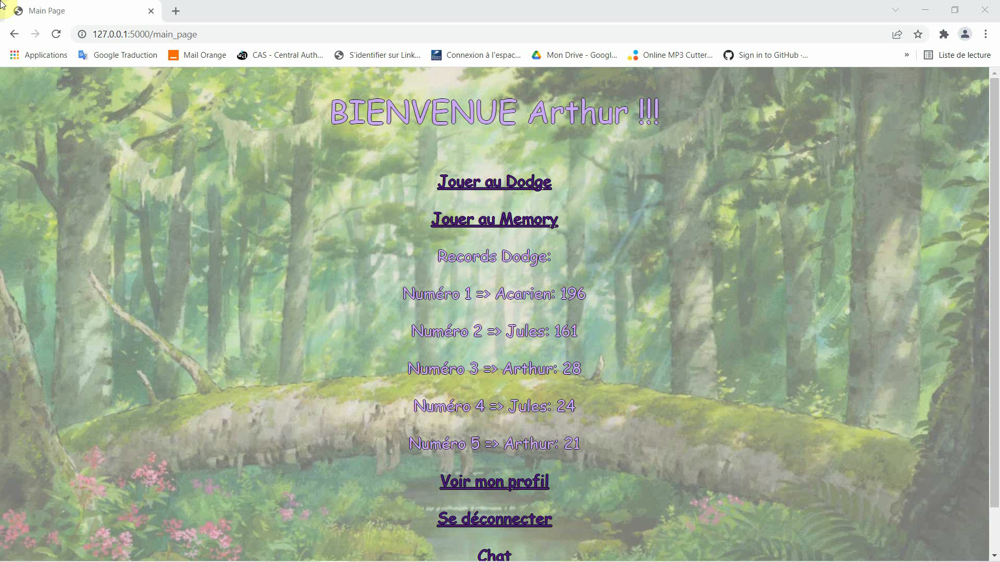 Main Page
127.0.0.1:5000/main_page
Applications
Google Traduction
Mail Orange
CAS - Central Auth...
S'identifier sur Link...
Connexion à l'espac...
Mon Drive - Googl...
Online MP3 Cutter...
Sign in to GitHub ·...
»
Liste de lecture
BIENVENUE Arthur !!!
Jouer au Dodge
Jouer au Memory
Records Dodge:
Numéro 1 => Acarien: 196
Numéro 2 => Jules: 161
Numéro 3 => Arthur: 28
Numéro 4 => Jules: 24
Numéro 5 => Arthur: 21
Voir mon profil
Se déconnecter
Chat